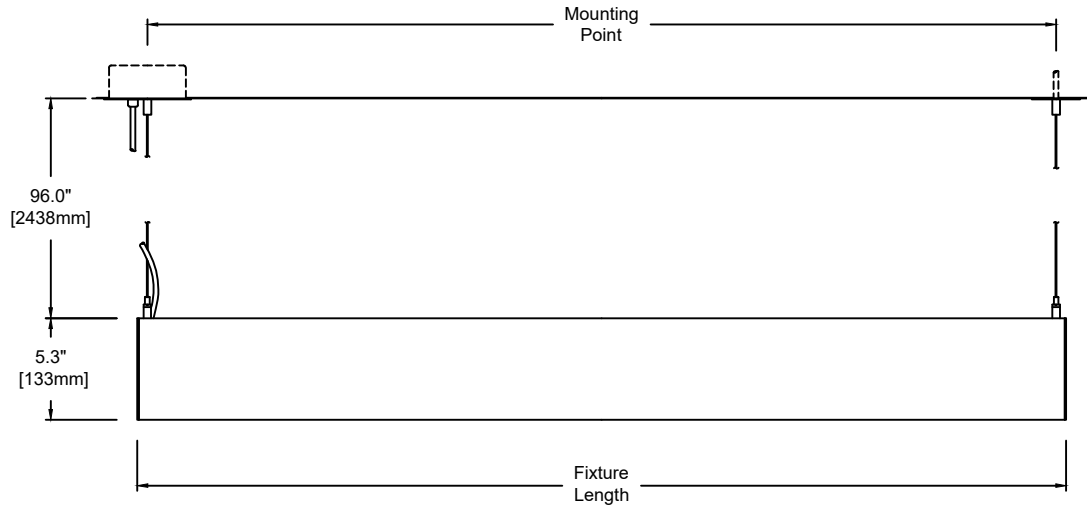 Mounting
Point
96.0"
[2438mm]
5.3"
[133mm]
Fixture
Length